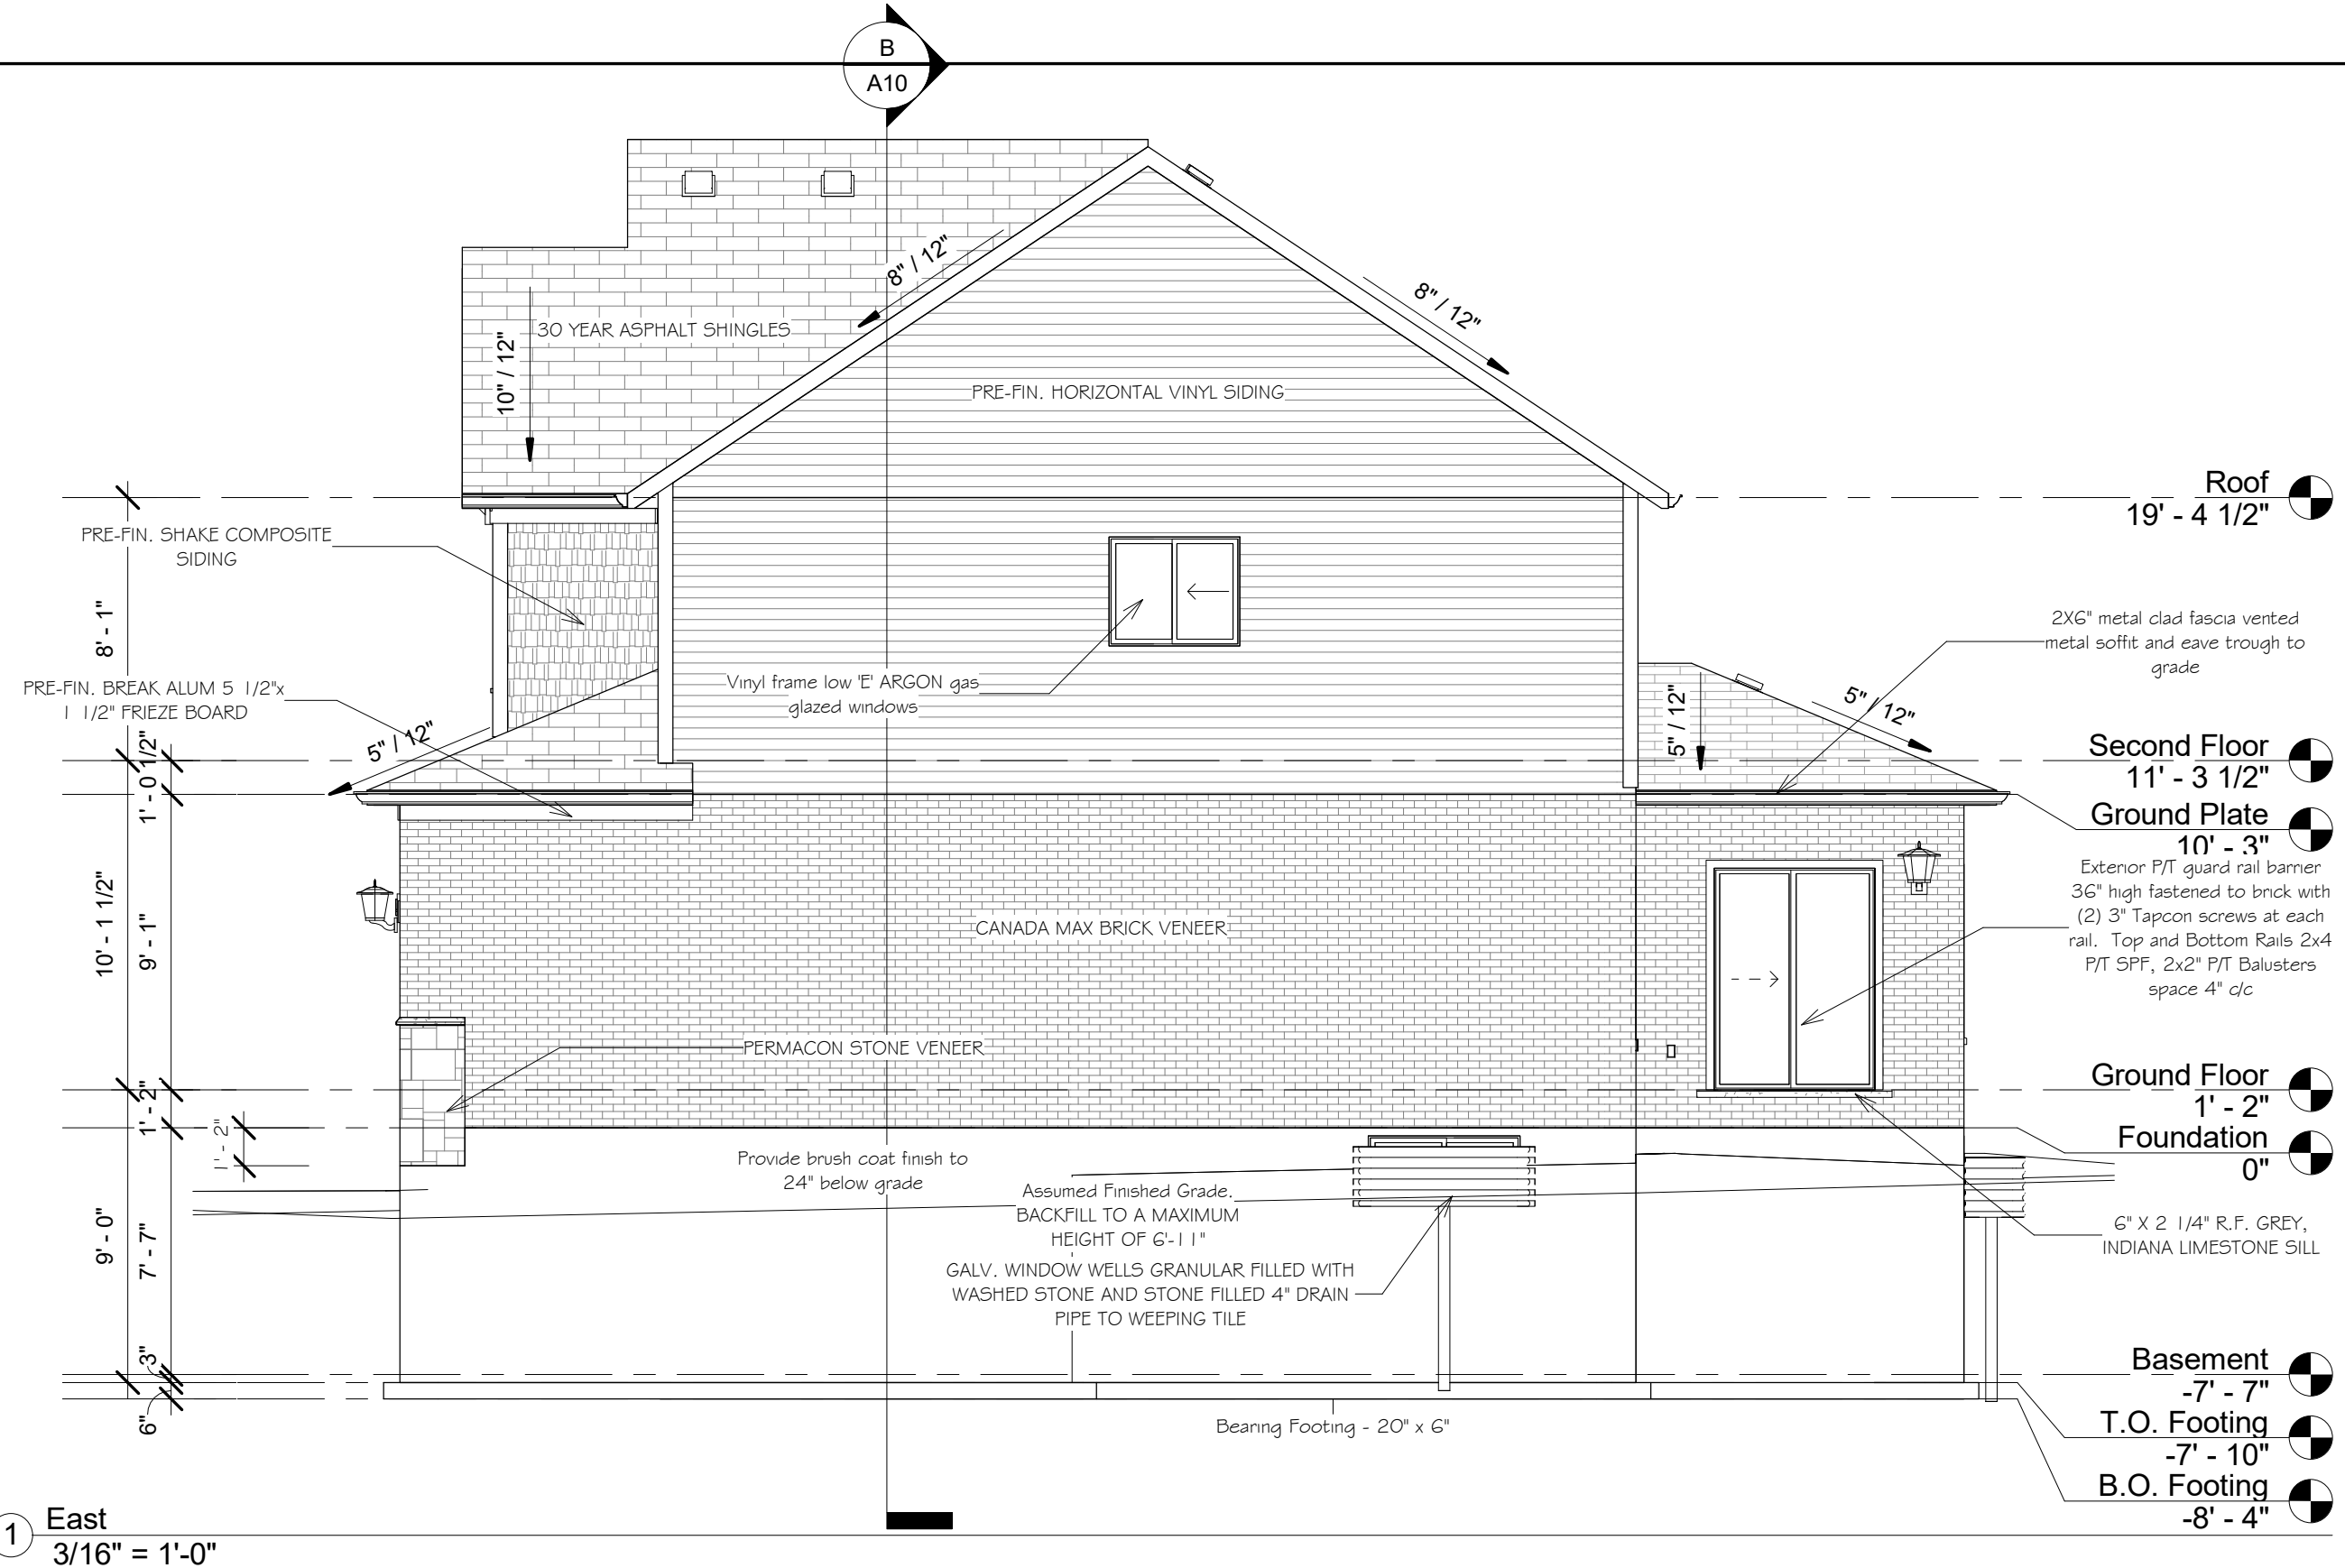 B
A10
30 YEAR ASPHALT SHINGLES
10" / 12"
8" / 12"
8" / 12"
PRE-FIN. HORIZONTAL VINYL SIDING
Roof
19' - 4 1/2"
PRE-FIN. SHAKE COMPOSITE
SIDING
8' - 1"
2X6" metal clad fascia vented
metal soffit and eave trough to
grade
Vinyl frame low 'E' ARGON gas
glazed windows
PRE-FIN. BREAK ALUM 5 1/2"x
1 1/2" FRIEZE BOARD
5" / 12"
5" / 12"
5" / 12"
Second Floor
11' - 3 1/2"
1' - 0 1/2"
Ground Plate
10' - 3"
Exterior P/T guard rail barrier
36" high fastened to brick with
(2) 3" Tapcon screws at each
rail. Top and Bottom Rails 2x4
P/T SPF, 2x2" P/T Balusters
space 4" c/c
10' - 1 1/2"
9' - 1"
CANADA MAX BRICK VENEER
PERMACON STONE VENEER
Ground Floor
1' - 2"
1' - 2"
1' - 2"
Foundation
0"
Provide brush coat finish to
24" below grade
Assumed Finished Grade.
BACKFILL TO A MAXIMUM
HEIGHT OF 6'-11"
9' - 0"
7' - 7"
6" X 2 1/4" R.F. GREY,
INDIANA LIMESTONE SILL
GALV. WINDOW WELLS GRANULAR FILLED WITH
WASHED STONE AND STONE FILLED 4" DRAIN
PIPE TO WEEPING TILE
3"
6"
Basement
-7' - 7"
T.O. Footing
-7' - 10"
B.O. Footing
-8' - 4"
Bearing Footing - 20" x 6"
1
East
3/16" = 1'-0"